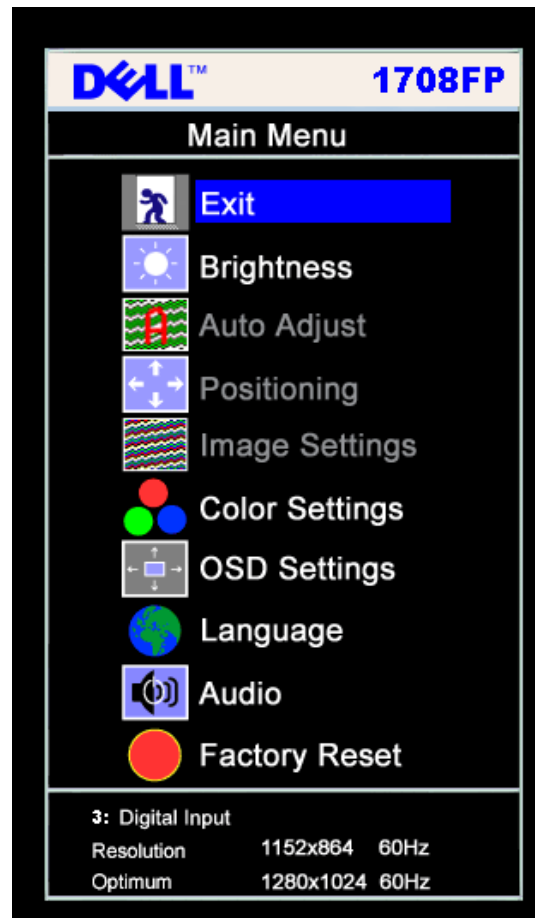 DELL™ 1708FP
Main Menu
Exit
Brightness
A
Auto Adjust
Positioning
Image Settings
Color Settings
OSD Settings
Language
Audio
Factory Reset
3: Digital Input
Resolution 1152x864 60Hz
Optimum 1280x1024 60Hz